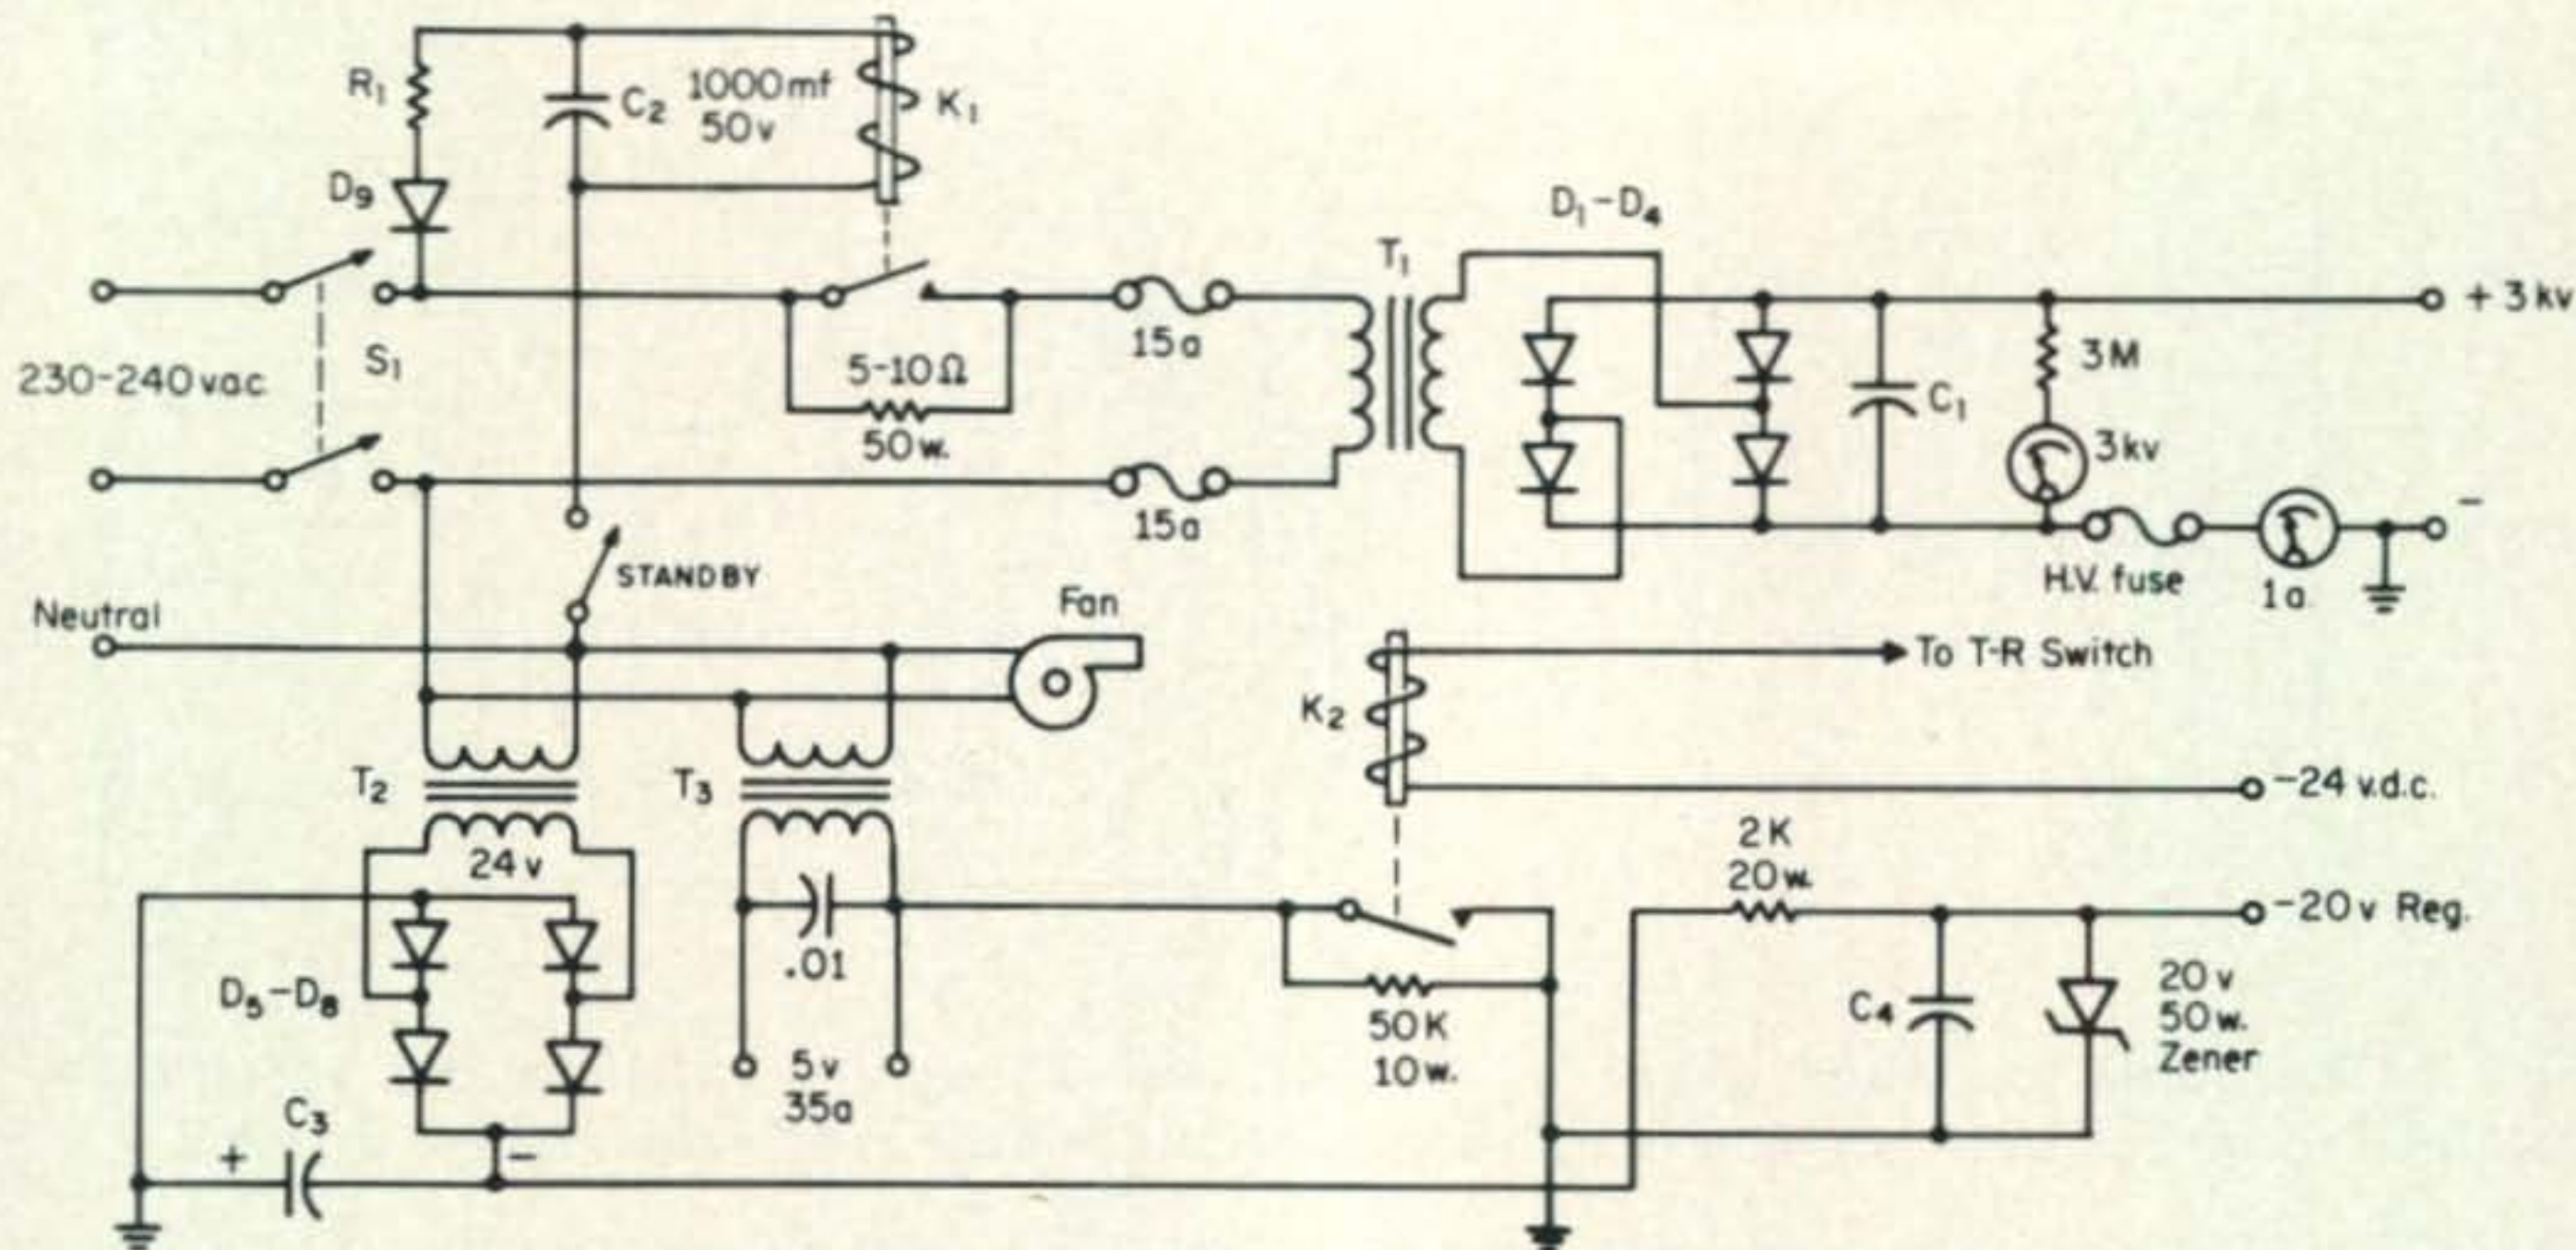 R1
C2
1000mf
50v
K1
D9
D1-D4
T1
+ 3kv
230-240 v.a.c.
S1
5-10Ω
50w.
15a
15a
C1
3M
3kv
-
H.V. fuse
1a
STANDBY
Neutral
Fan
To T-R Switch
K2
-24 v.d.c.
T2
24v
T3
2K
20w.
-20v Reg.
.01
D5-D8
50K
10w.
C4
20v
50w.
Zener
5v
35a
C3
+
-